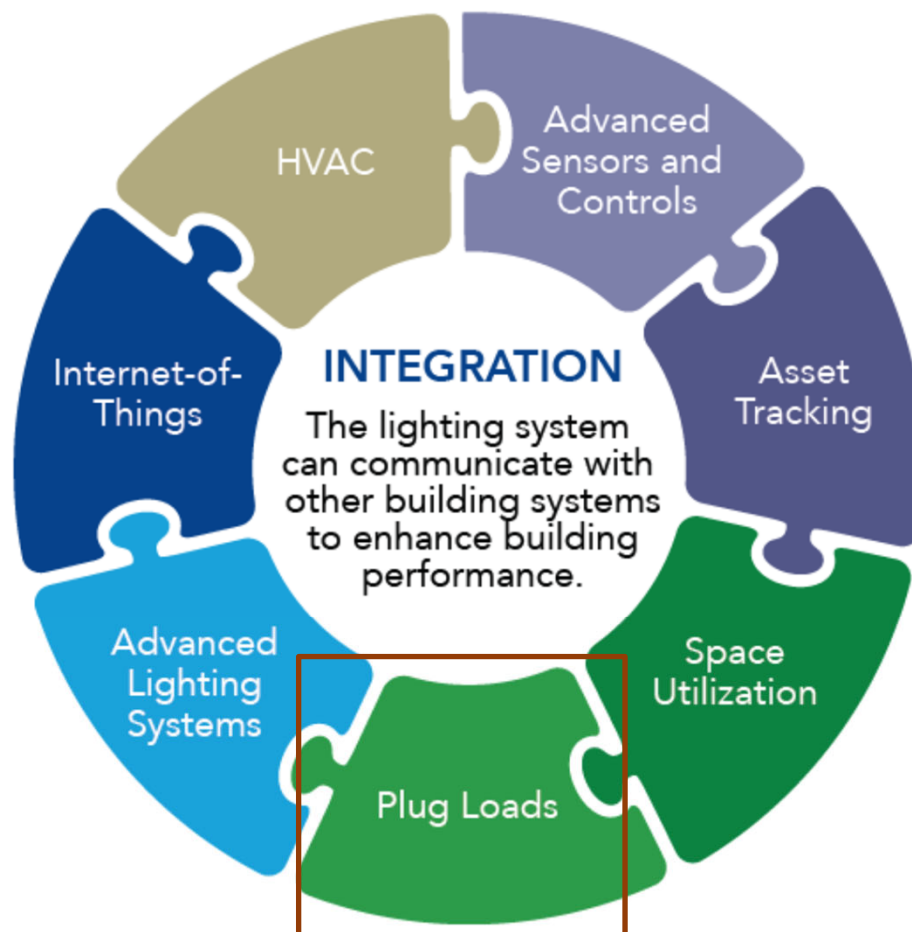 HVAC
Advanced
Sensors and
Controls
Internet-of-
Things
Asset
Tracking
INTEGRATION
The lighting system
can communicate with
other building systems
to enhance building
performance.
Advanced
Lighting
Systems
Space
Utilization
Plug Loads